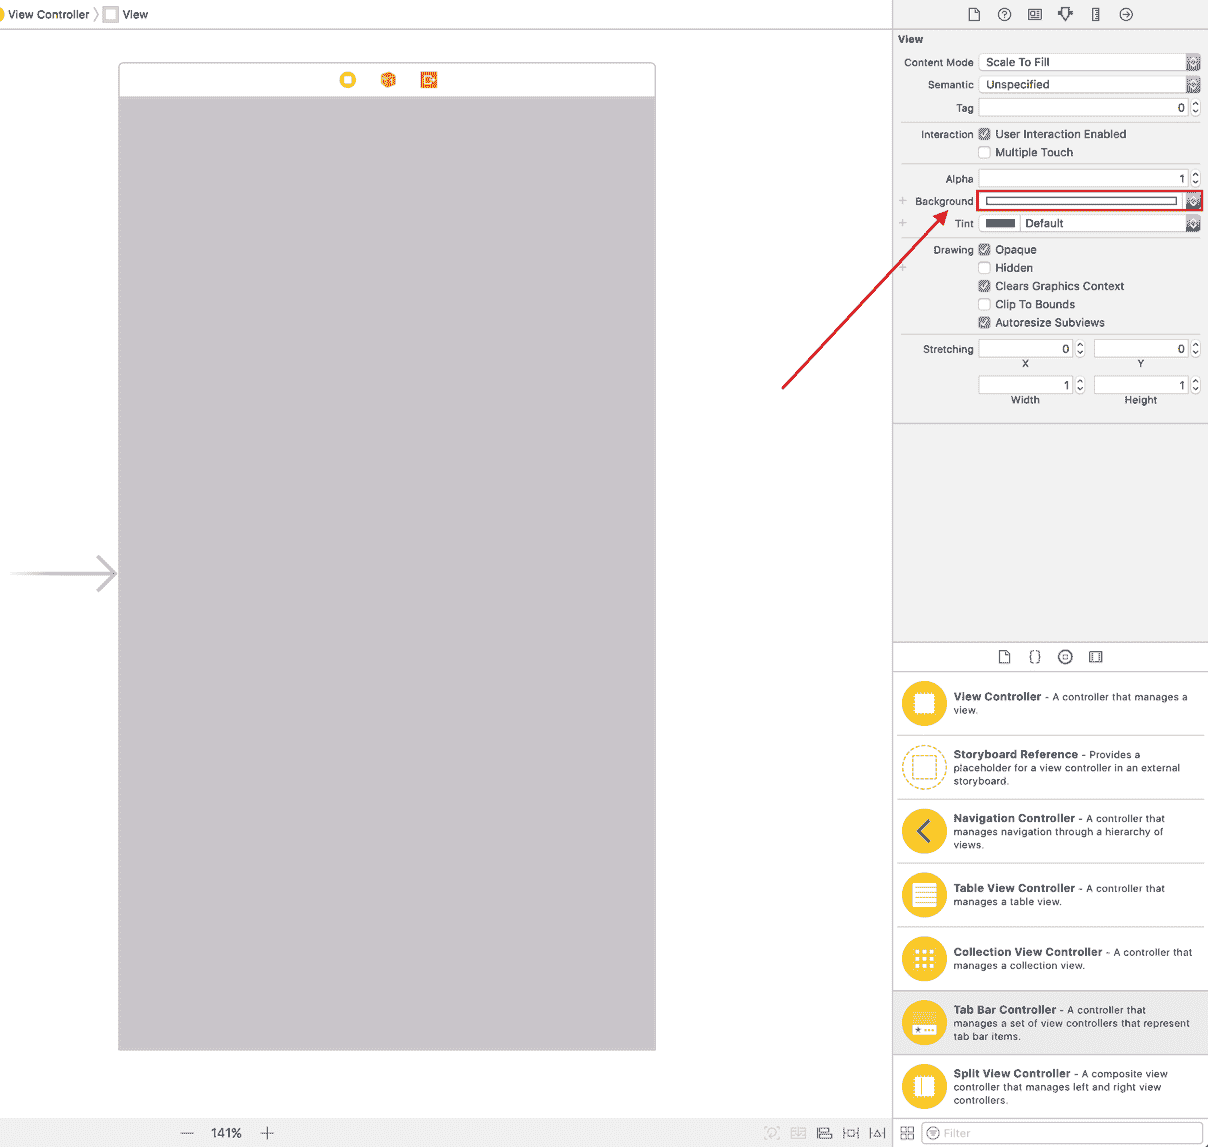 View Controller
View
View
Content Mode Scale To Fill
Semantic Unspecified
Tag 0
Interaction User Interaction Enabled
Multiple Touch
Alpha 1
Background
Tint Default
Drawing Opaque
Hidden
Clears Graphics Context
Clip To Bounds
Autoresize Subviews
Stretching 0 0
X Y
1 1
Width Height
View Controller - A controller that manages a
view.
Storyboard Reference - Provides a
placeholder for a view controller in an external
storyboard.
Navigation Controller - A controller that
manages navigation through a hierarchy of
views.
Table View Controller - A controller that
manages a table view.
Collection View Controller - A controller that
manages a collection view.
Tab Bar Controller - A controller that
manages a set of view controllers that represent
tab bar items.
Split View Controller - A composite view
controller that manages left and right view
controllers.
141%
Filter